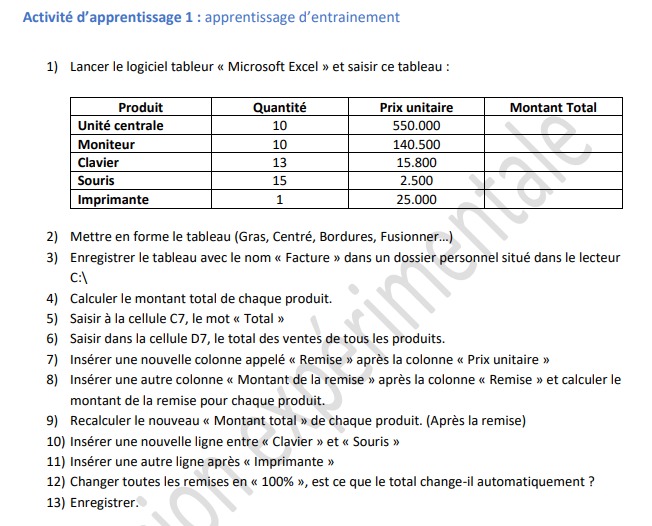 Activité d’apprentissage 1 : apprentissage d’entrainement
1) Lancer le logiciel tableur « Microsoft Excel » et saisir ce tableau :
Produit Quantité Prix unitaire Montant Total
Unité centrale 10 550.000
Moniteur 10 140.500
Clavier 13 15.800
Souris 15 2.500
Imprimante 1 25.000
2) Mettre en forme le tableau (Gras, Centré, Bordures, Fusionner…)
3) Enregistrer le tableau avec le nom « Facture » dans un dossier personnel situé dans le lecteur
C:\
4) Calculer le montant total de chaque produit.
5) Saisir à la cellule C7, le mot « Total »
6) Saisir dans la cellule D7, le total des ventes de tous les produits.
7) Insérer une nouvelle colonne appelé « Remise » après la colonne « Prix unitaire »
8) Insérer une autre colonne « Montant de la remise » après la colonne « Remise » et calculer le
montant de la remise pour chaque produit.
9) Recalculer le nouveau « Montant total » de chaque produit. (Après la remise)
10) Insérer une nouvelle ligne entre « Clavier » et « Souris »
11) Insérer une autre ligne après « Imprimante »
12) Changer toutes les remises en « 100% », est ce que le total change-il automatiquement ?
13) Enregistrer.
ion expérimentale